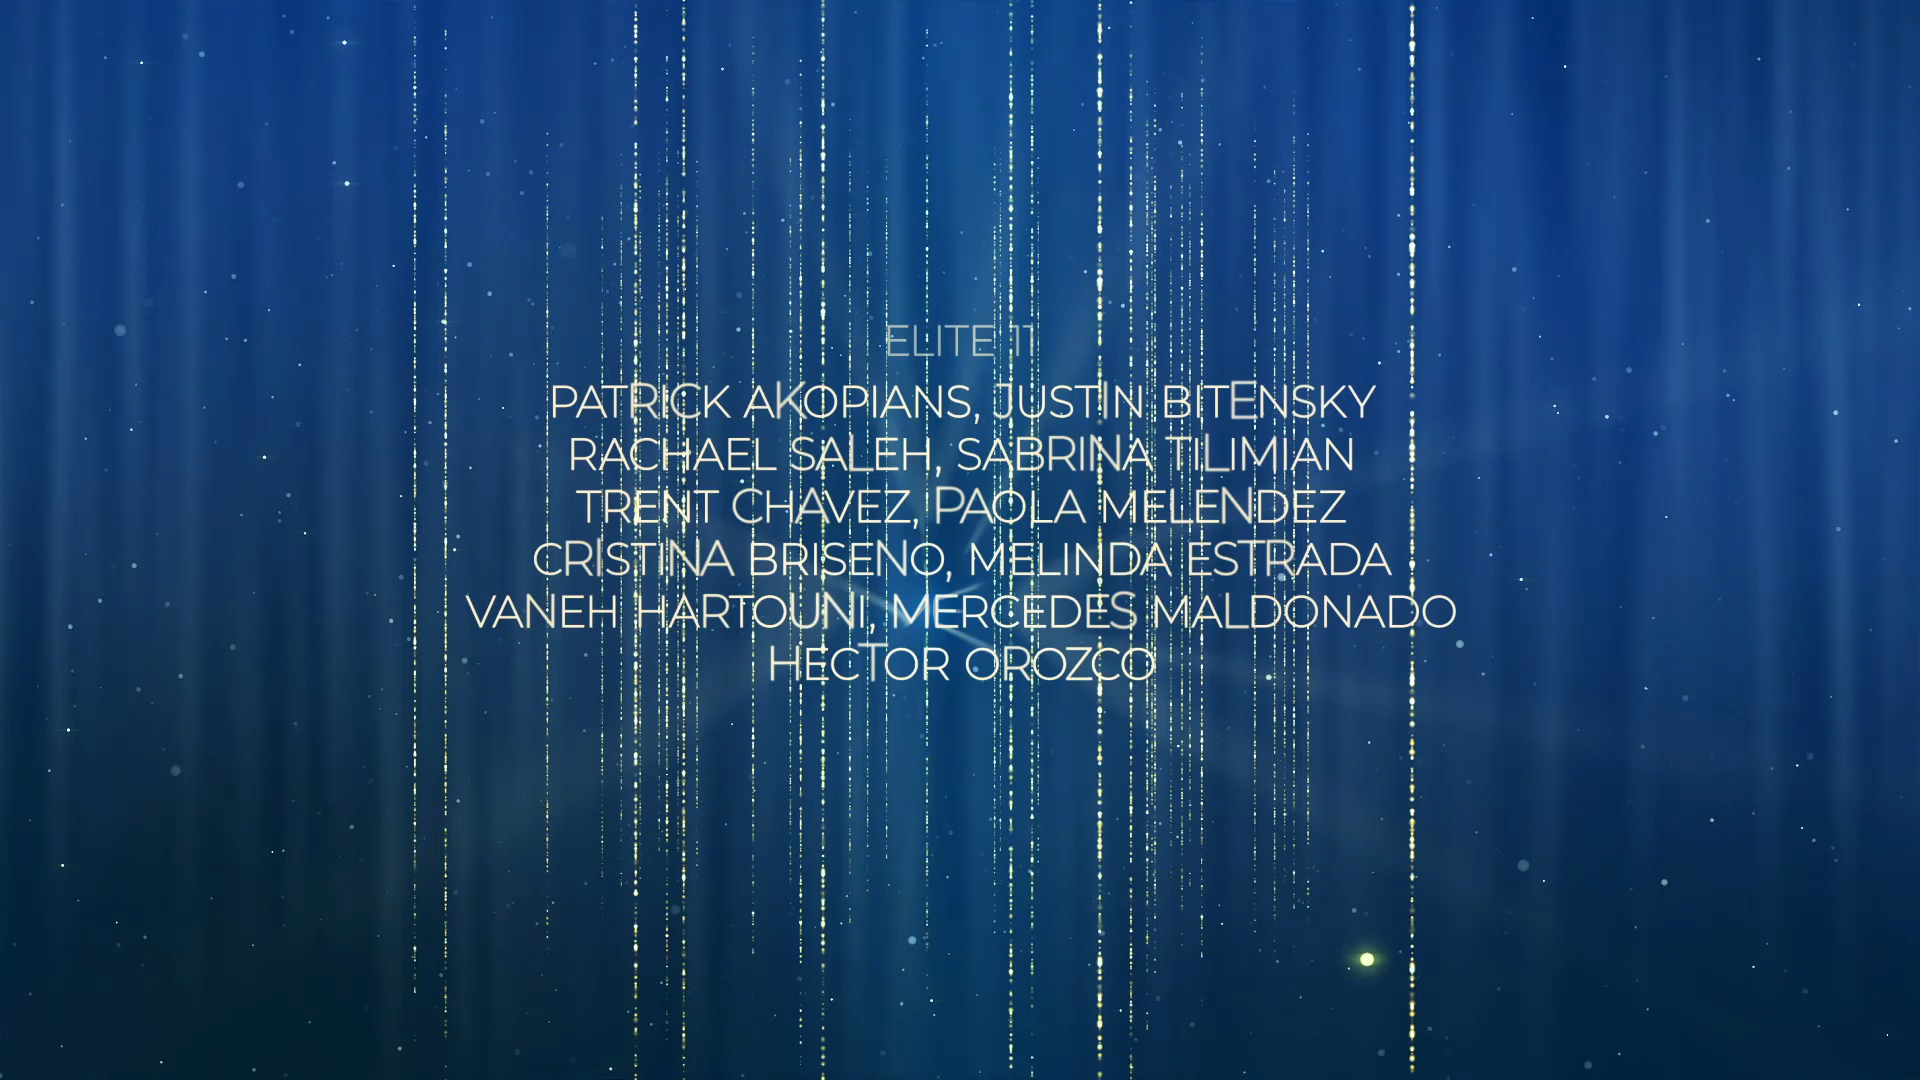 ELITE 11
PATRICK AKOPIANS, JUSTIN BITENSKY
RACHAEL SALEH, SABRINA TILIMIAN
TRENT CHAVEZ, PAOLA MELENDEZ
CRISTINA BRISENO, MELINDA ESTRADA
VANEH HARTOUNI, MERCEDES MALDONADO
HECTOR OROZCO